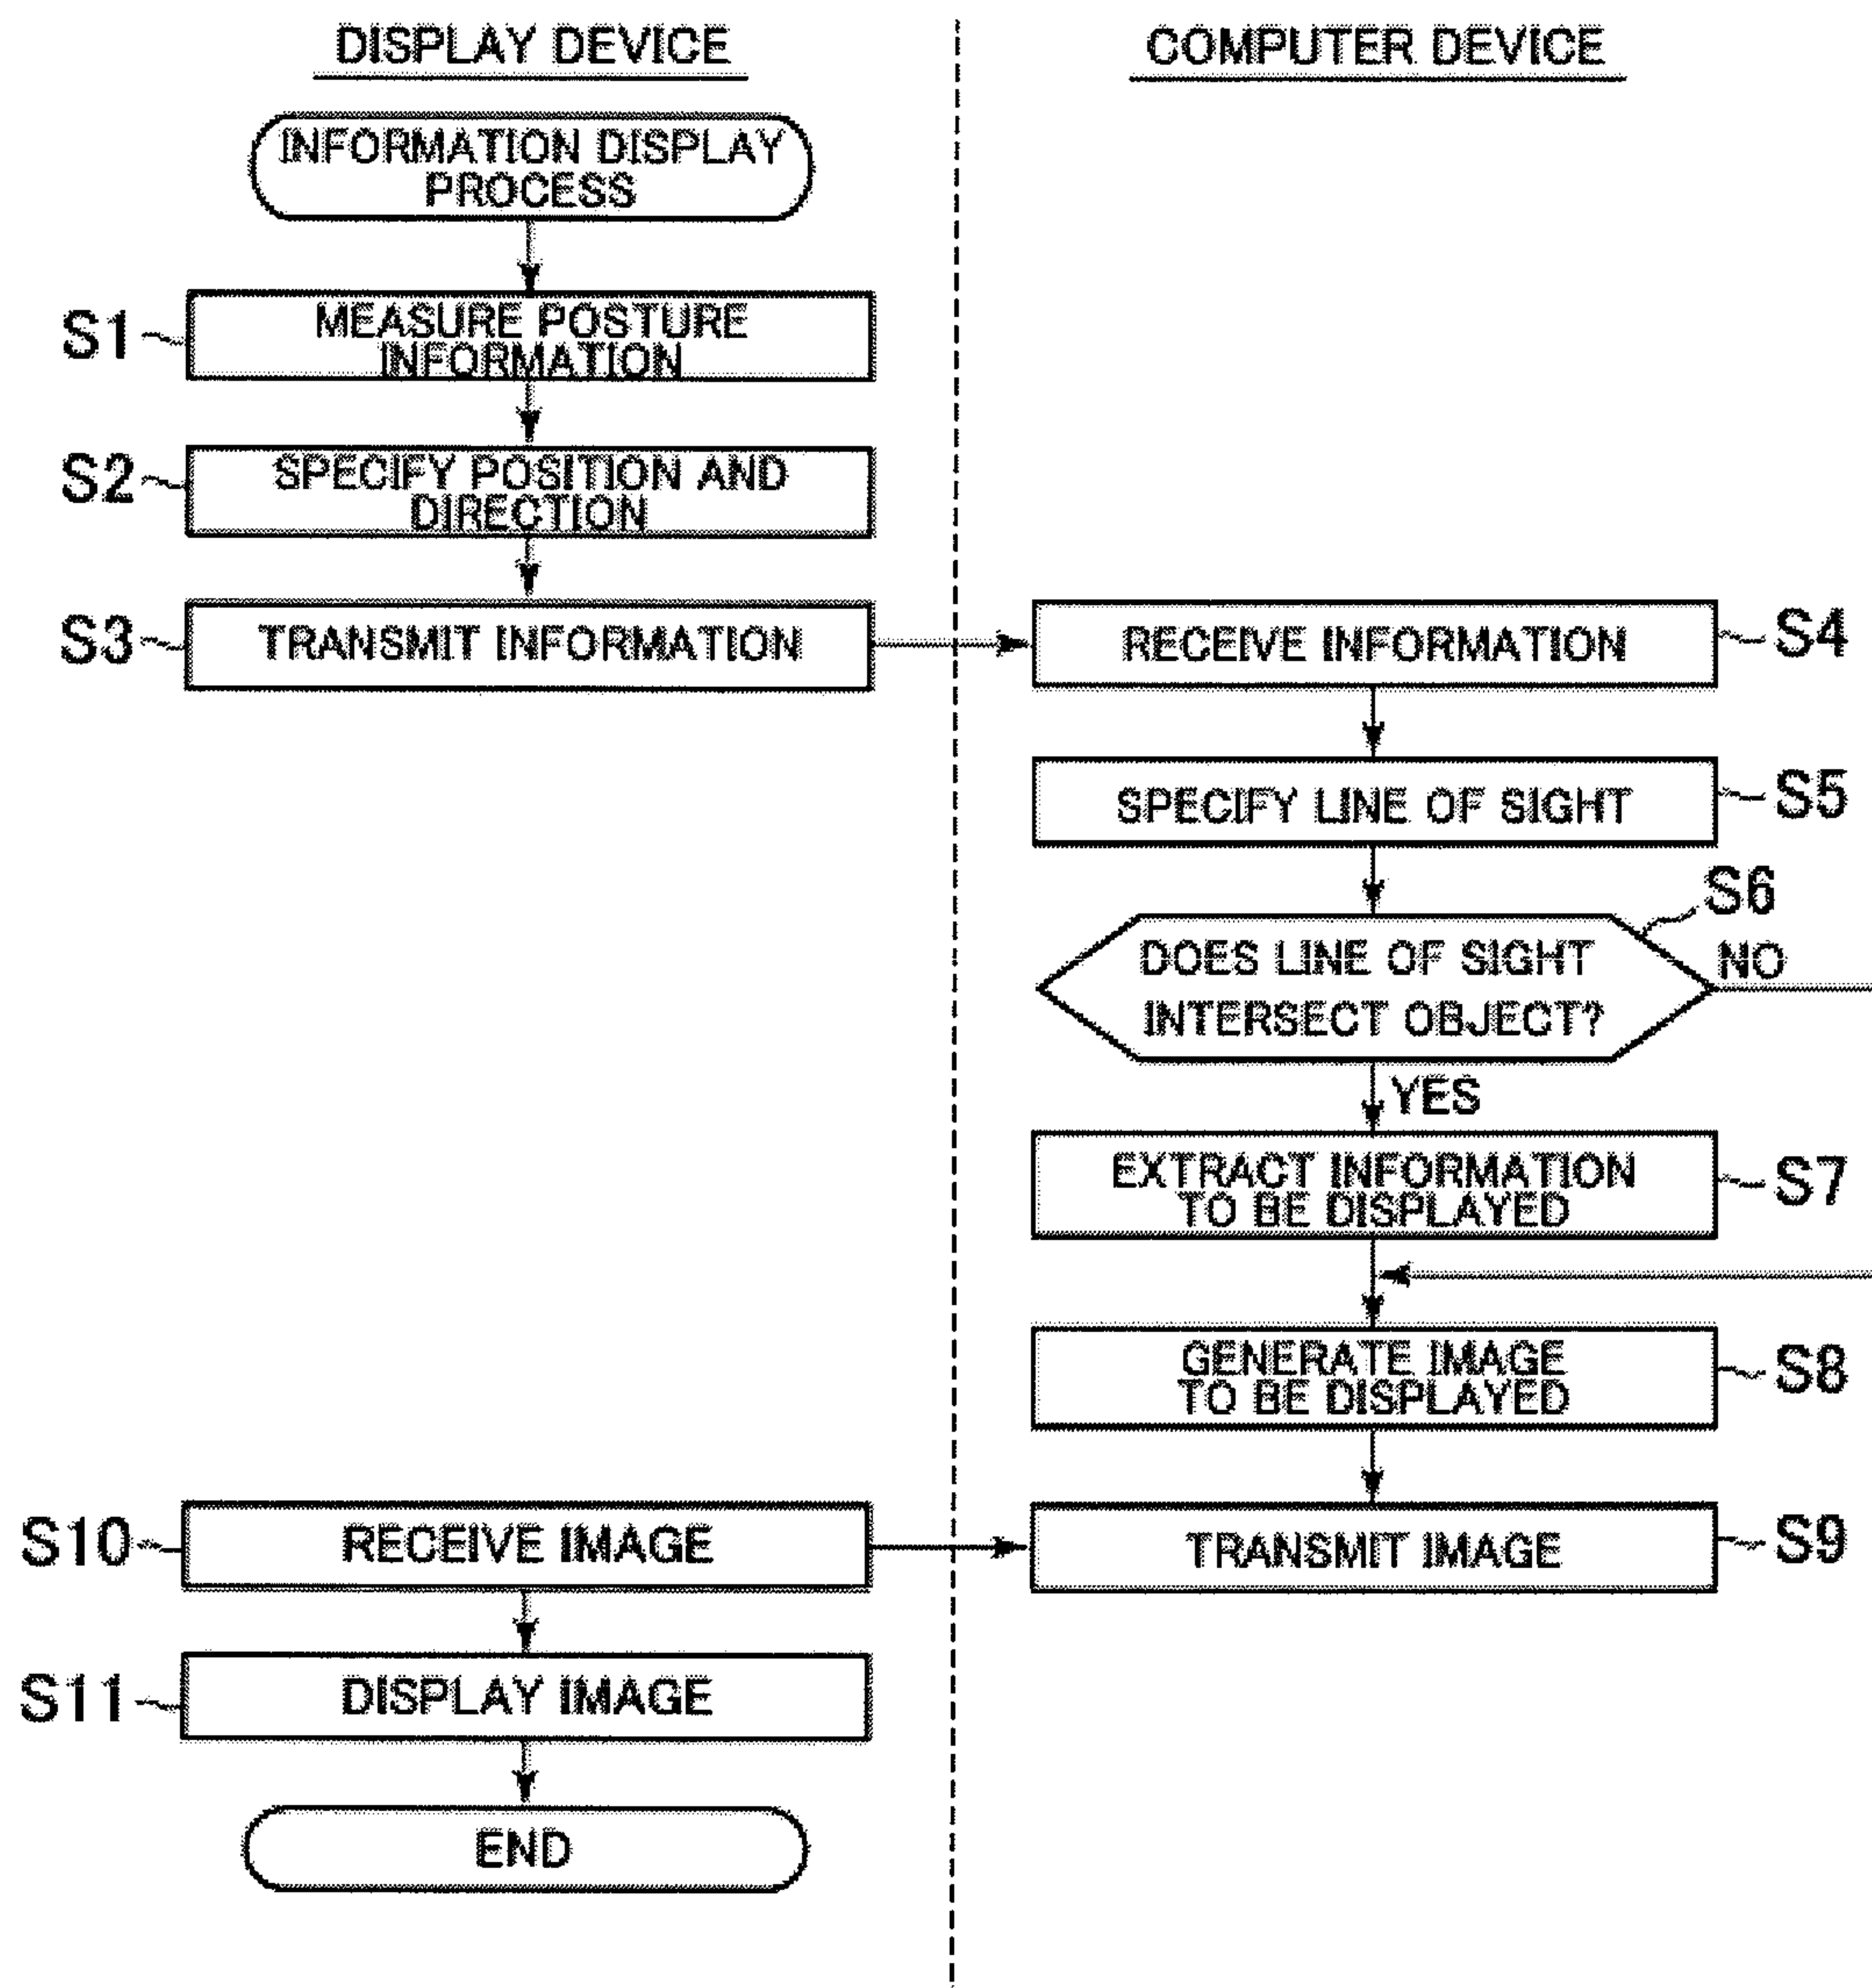 DISPLAY DEVICE
COMPUTER DEVICE
INFORMATION DISPLAY
PROCESS
S1
MEASURE POSTURE
INFORMATION
S2
SPECIFY POSITION AND
DIRECTION
S3
TRANSMIT INFORMATION
RECEIVE INFORMATION
S4
SPECIFY LINE OF SIGHT
S5
S6
DOES LINE OF SIGHT
INTERSECT OBJECT?
NO
YES
EXTRACT INFORMATION
TO BE DISPLAYED
S7
GENERATE IMAGE
TO BE DISPLAYED
S8
TRANSMIT IMAGE
S9
S10
RECEIVE IMAGE
S11
DISPLAY IMAGE
END